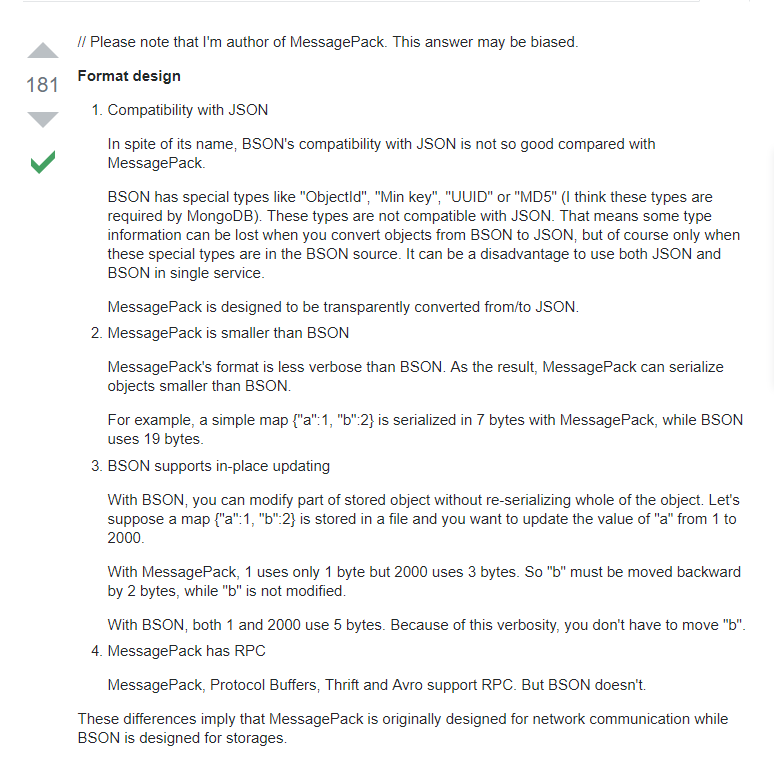 // Please note that I'm author of MessagePack. This answer may be biased.
181
Format design
1. Compatibility with JSON
In spite of its name, BSON's compatibility with JSON is not so good compared with
MessagePack.
BSON has special types like "ObjectId", "Min key", "UUID" or "MD5" (I think these types are
required by MongoDB). These types are not compatible with JSON. That means some type
information can be lost when you convert objects from BSON to JSON, but of course only when
these special types are in the BSON source. It can be a disadvantage to use both JSON and
BSON in single service.
MessagePack is designed to be transparently converted from/to JSON.
2. MessagePack is smaller than BSON
MessagePack's format is less verbose than BSON. As the result, MessagePack can serialize
objects smaller than BSON.
For example, a simple map {"a":1, "b":2} is serialized in 7 bytes with MessagePack, while BSON
uses 19 bytes.
3. BSON supports in-place updating
With BSON, you can modify part of stored object without re-serializing whole of the object. Let's
suppose a map {"a":1, "b":2} is stored in a file and you want to update the value of "a" from 1 to
2000.
With MessagePack, 1 uses only 1 byte but 2000 uses 3 bytes. So "b" must be moved backward
by 2 bytes, while "b" is not modified.
With BSON, both 1 and 2000 use 5 bytes. Because of this verbosity, you don't have to move "b".
4. MessagePack has RPC
MessagePack, Protocol Buffers, Thrift and Avro support RPC. But BSON doesn't.
These differences imply that MessagePack is originally designed for network communication while
BSON is designed for storages.